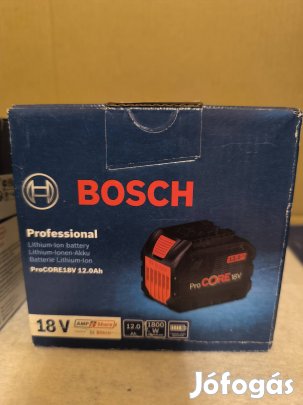 BOSCH
Professional
Lithium-Ion battery
Lithium-Ionen-Akku
Batterie Lithium-Ion
ProCORE18V 12.0Ah
ProCORE18V
18 V
AMPShare
12.0
Ah
1800
W
Jófogás